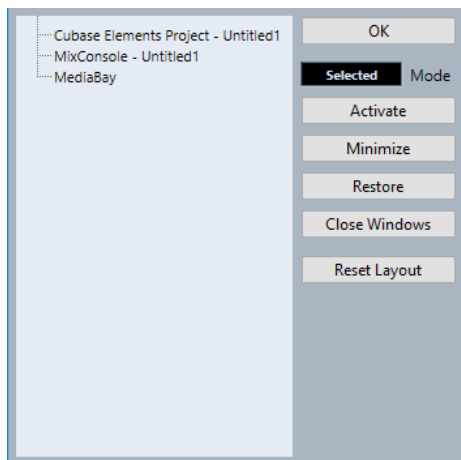 Cubase Elements Project - Untitled1
MixConsole - Untitled1
MediaBay
OK
Selected Mode
Activate
Minimize
Restore
Close Windows
Reset Layout